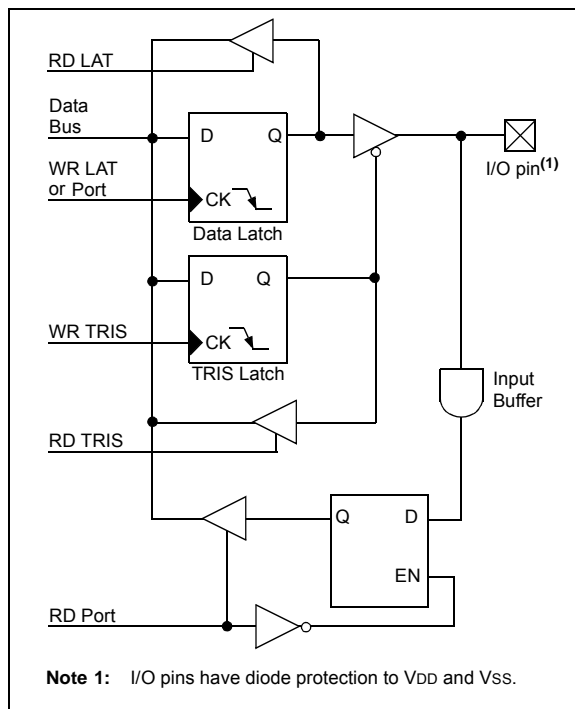 RD LAT
Data
Bus
D
Q
I/O pin(1)
WR LAT
or Port
CK
Data Latch
D
Q
WR TRIS
CK
TRIS Latch
Input
Buffer
RD TRIS
Q
D
EN
RD Port
Note 1: I/O pins have diode protection to VDD and VSS.